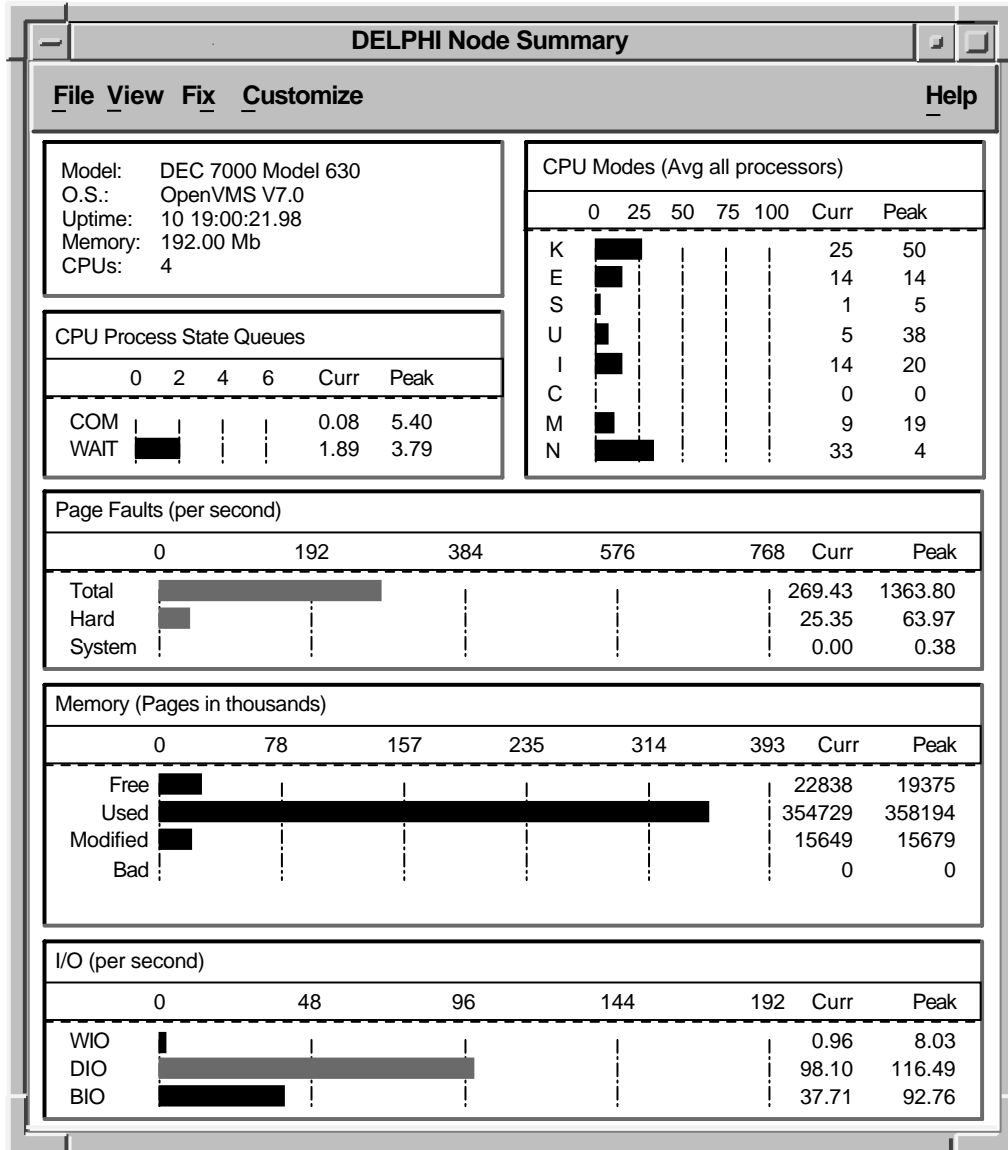 DELPHI Node Summary
File View Fix Customize Help
Model: DEC 7000 Model 630
O.S.: OpenVMS V7.0
Uptime: 10 19:00:21.98
Memory: 192.00 Mb
CPUs: 4
CPU Process State Queues
0 2 4 6 Curr Peak
COM 0.08 5.40
WAIT 1.89 3.79
CPU Modes (Avg all processors)
0 25 50 75 100 Curr Peak
K 25 50
E 14 14
S 1 5
U 5 38
I 14 20
C 0 0
M 9 19
N 33 4
Page Faults (per second)
0 192 384 576 768 Curr Peak
Total 269.43 1363.80
Hard 25.35 63.97
System 0.00 0.38
Memory (Pages in thousands)
0 78 157 235 314 393 Curr Peak
Free 22838 19375
Used 354729 358194
Modified 15649 15679
Bad 0 0
I/O (per second)
0 48 96 144 192 Curr Peak
WIO 0.96 8.03
DIO 98.10 116.49
BIO 37.71 92.76